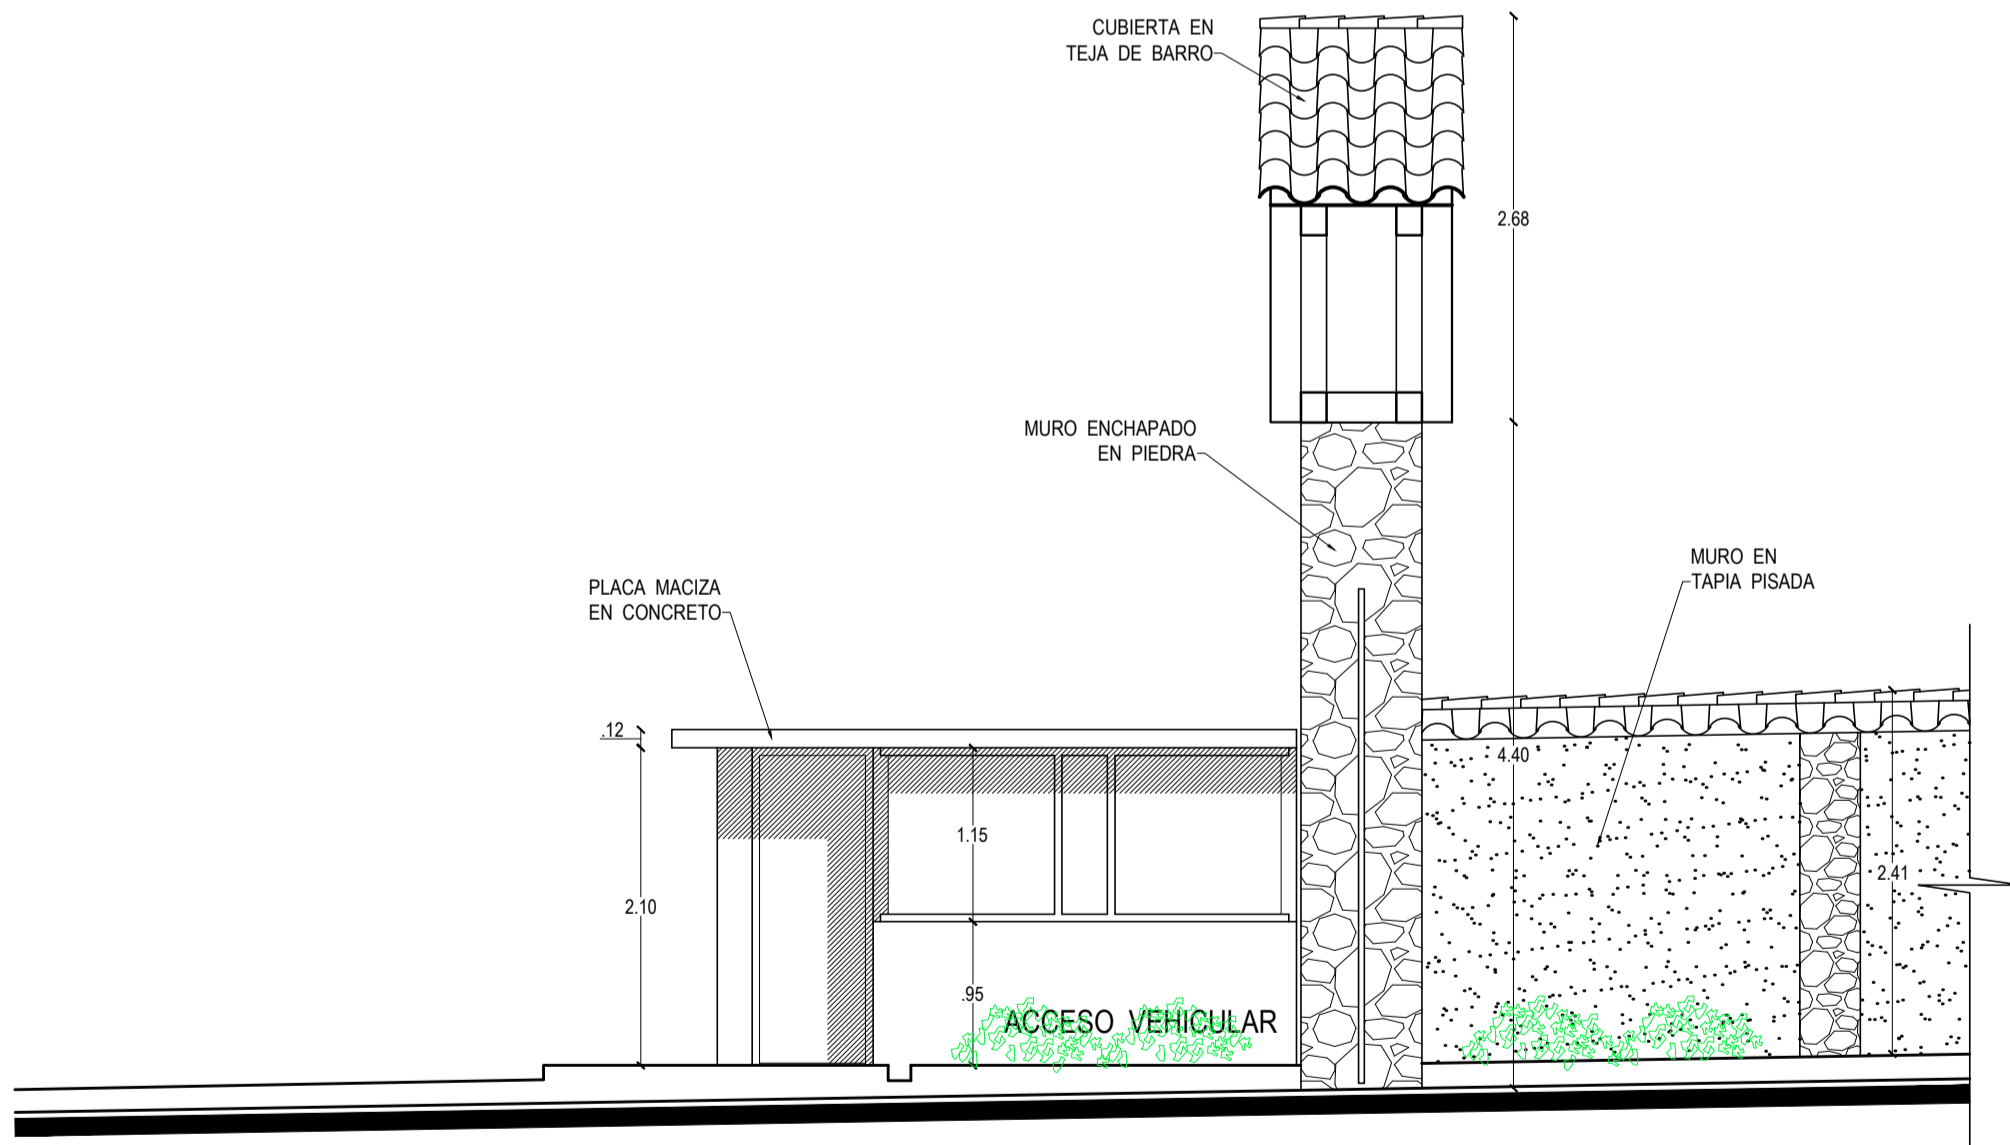 CUBIERTA EN
TEJA DE BARRO
2.68
MURO ENCHAPADO
EN PIEDRA
MURO EN
TAPIA PISADA
PLACA MACIZA
EN CONCRETO
.12
4.40
1.15
2.41
2.10
.95
ACCESO VEHICULAR